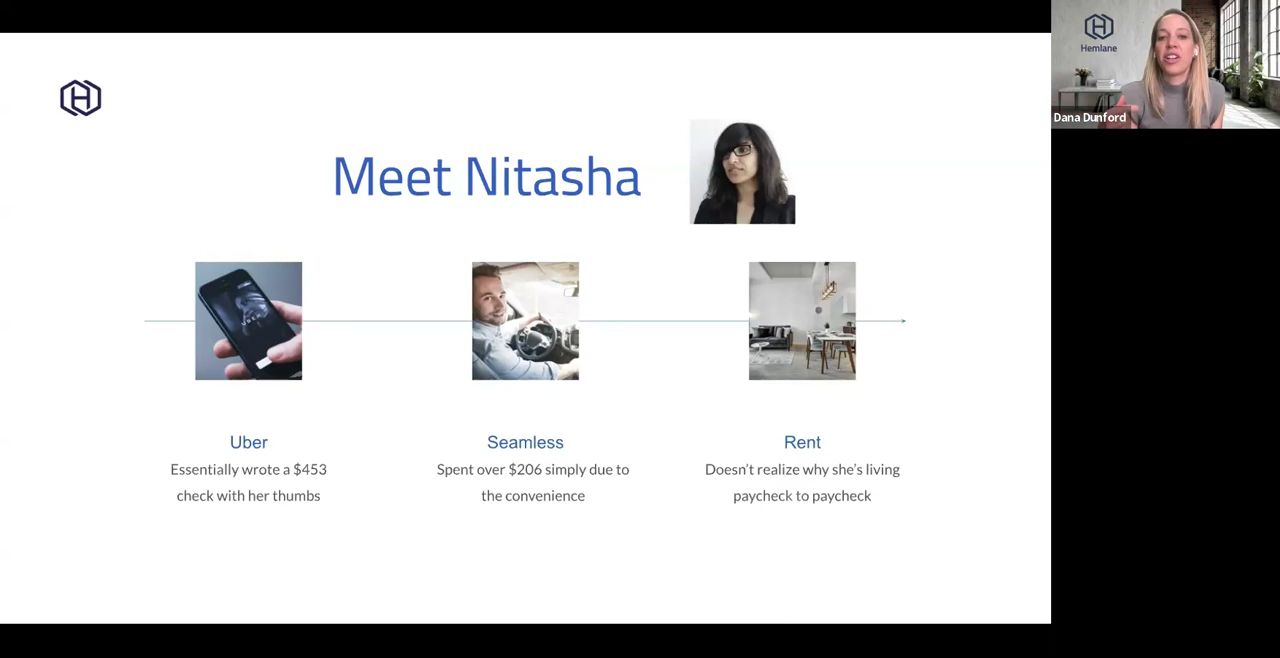 Hemlane
Dana Dunford
Meet Nitasha
Uber
Essentially wrote a $453
check with her thumbs
Seamless
Spent over $206 simply due to
the convenience
Rent
Doesn't realize why she's living
paycheck to paycheck